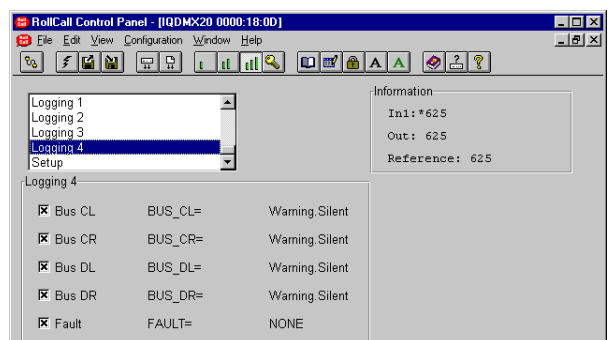 RollCall Control Panel - [IQDMX20 0000:18:0D]
File Edit View Configuration Window Help
A A ?
Logging 1
Logging 2
Logging 3
Logging 4
Setup
Information
In1:*625
Out: 625
Reference: 625
Logging 4
Bus CL BUS_CL= Warning.Silent
Bus CR BUS_CR= Warning.Silent
Bus DL BUS_DL= Warning.Silent
Bus DR BUS_DR= Warning.Silent
Fault FAULT= NONE